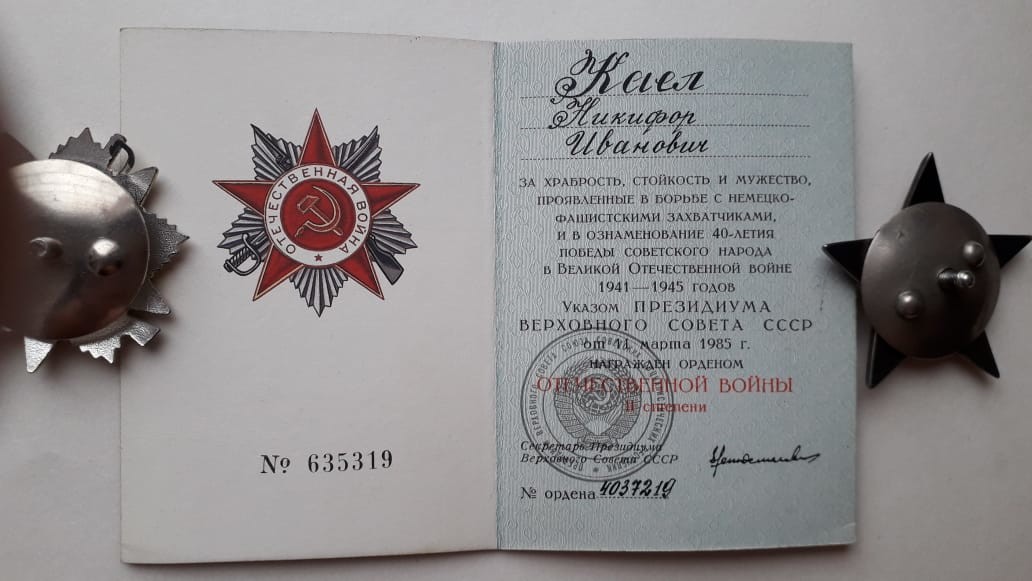 ОТЕЧЕСТВЕННАЯ ВОЙНА
№ 635319
Каел
Никифор
Иванович
ЗА ХРАБРОСТЬ, СТОЙКОСТЬ И МУЖЕСТВО,
ПРОЯВЛЕННЫЕ В БОРЬБЕ С НЕМЕЦКО-
ФАШИСТСКИМИ ЗАХВАТЧИКАМИ,
И В ОЗНАМЕНОВАНИЕ 40-ЛЕТИЯ
ПОБЕДЫ СОВЕТСКОГО НАРОДА
В ВЕЛИКОЙ ОТЕЧЕСТВЕННОЙ ВОЙНЕ
1941—1945 ГОДОВ
УКАЗОМ ПРЕЗИДИУМА
ВЕРХОВНОГО СОВЕТА СССР
от 11 марта 1985 г.
НАГРАЖДЁН ОРДЕНОМ
ОТЕЧЕСТВЕННОЙ ВОЙНЫ
II степени
Секретарь Президиума
Верховного Совета СССР
№ ордена 4037219